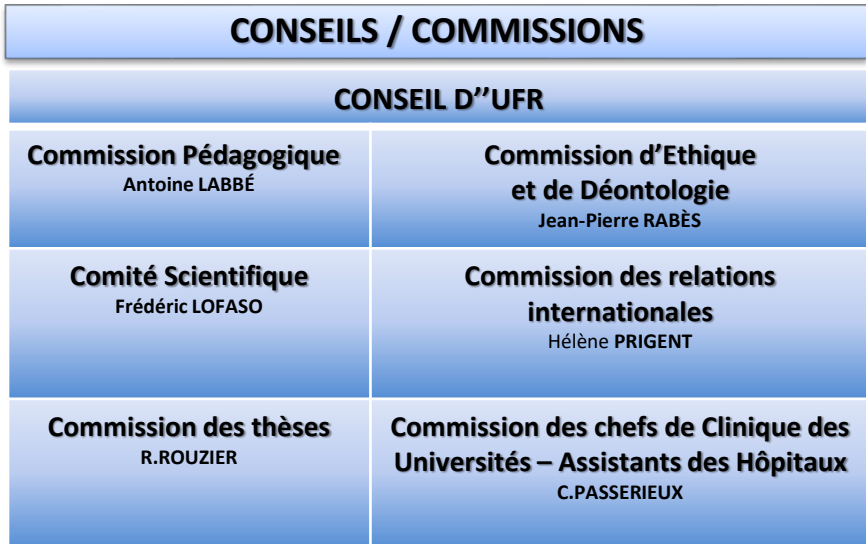 CONSEILS / COMMISSIONS
CONSEIL D’’UFR
Commission Pédagogique
Antoine LABBÉ
Commission d’Ethique
et de Déontologie
Jean-Pierre RABÈS
Comité Scientifique
Frédéric LOFASO
Commission des relations
internationales
Hélène PRIGENT
Commission des thèses
R.ROUZIER
Commission des chefs de Clinique des
Universités – Assistants des Hôpitaux
C.PASSERIEUX